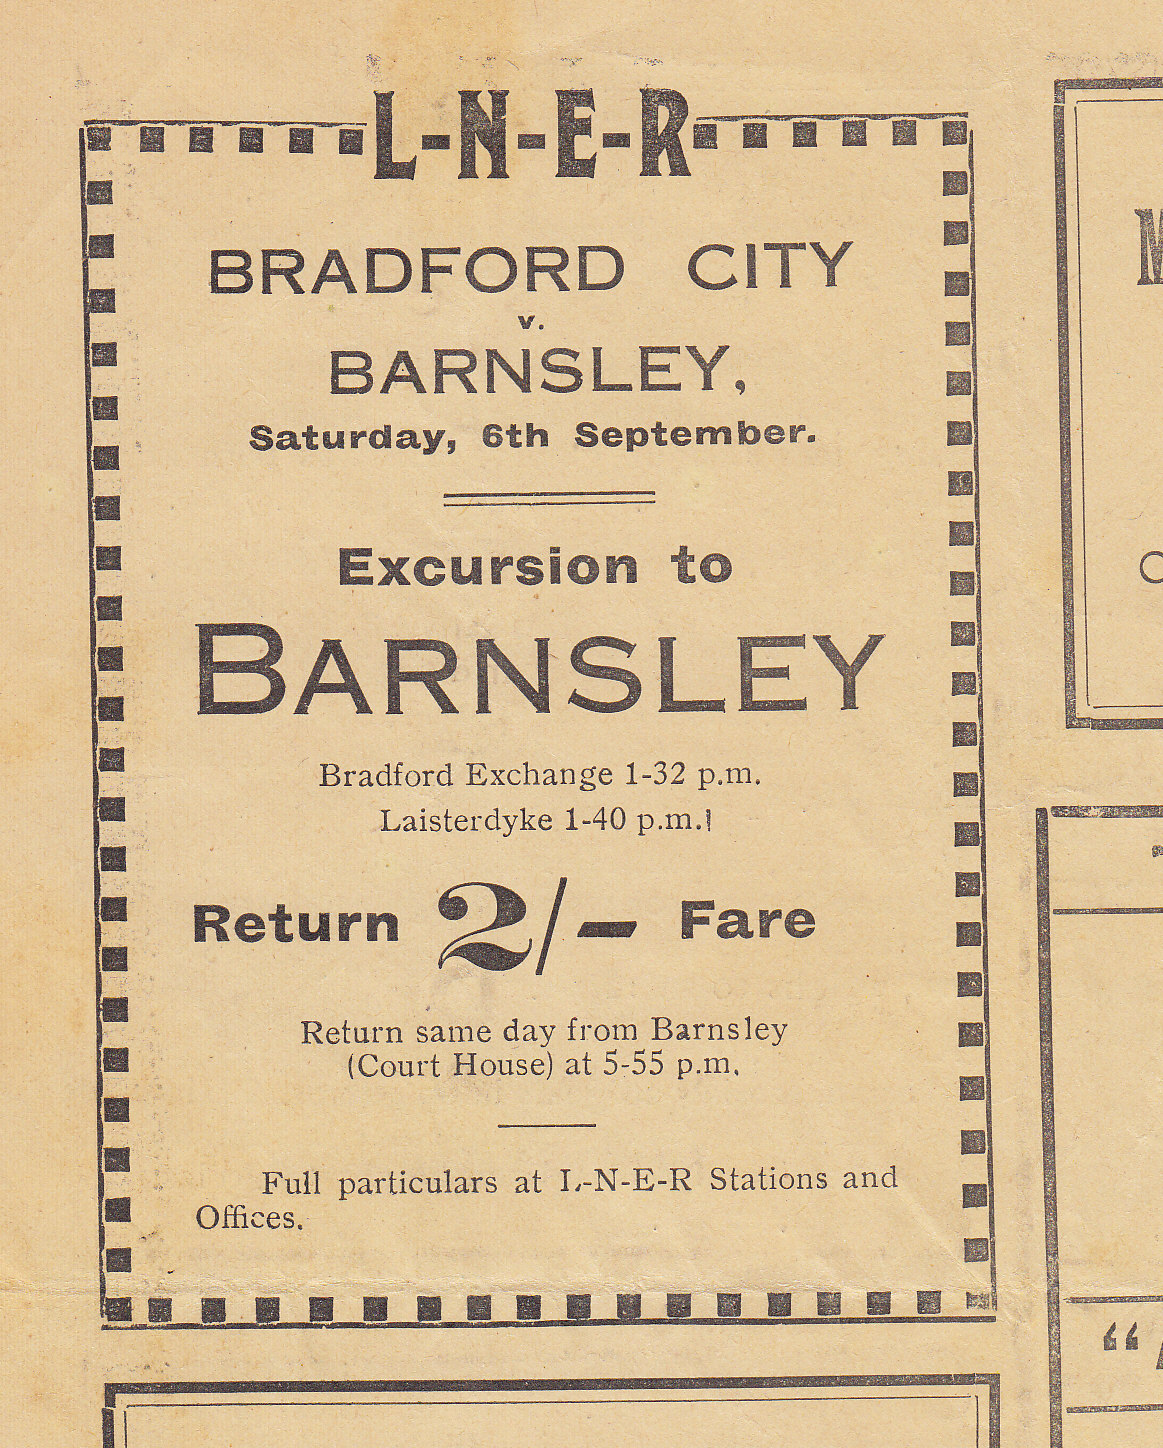 L-N-E-R
BRADFORD CITY
v.
BARNSLEY,
Saturday, 6th September.
Excursion to
BARNSLEY
Bradford Exchange 1-32 p.m.
Laisterdyke 1-40 p.m.
Return 2/- Fare
Return same day from Barnsley
(Court House) at 5-55 p.m.
Full particulars at L-N-E-R Stations and
Offices.